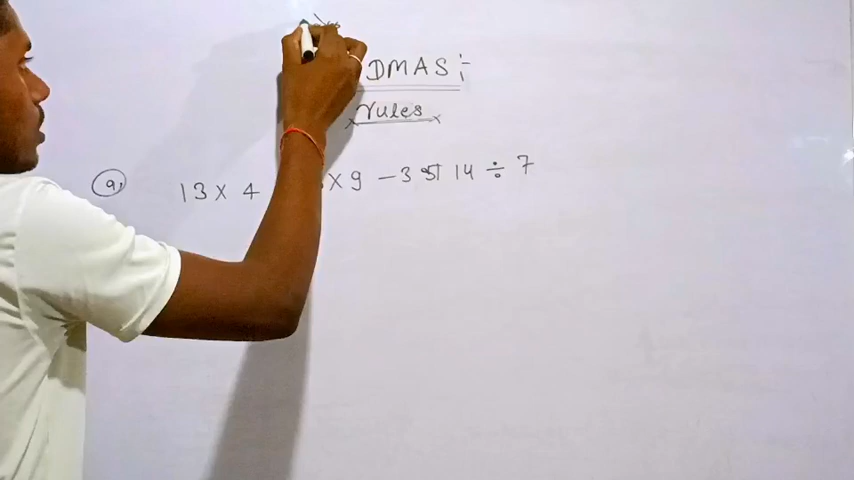 DMAS :-
rules
(a) 13 × 4 × 9 - 3 का 14 ÷ 7